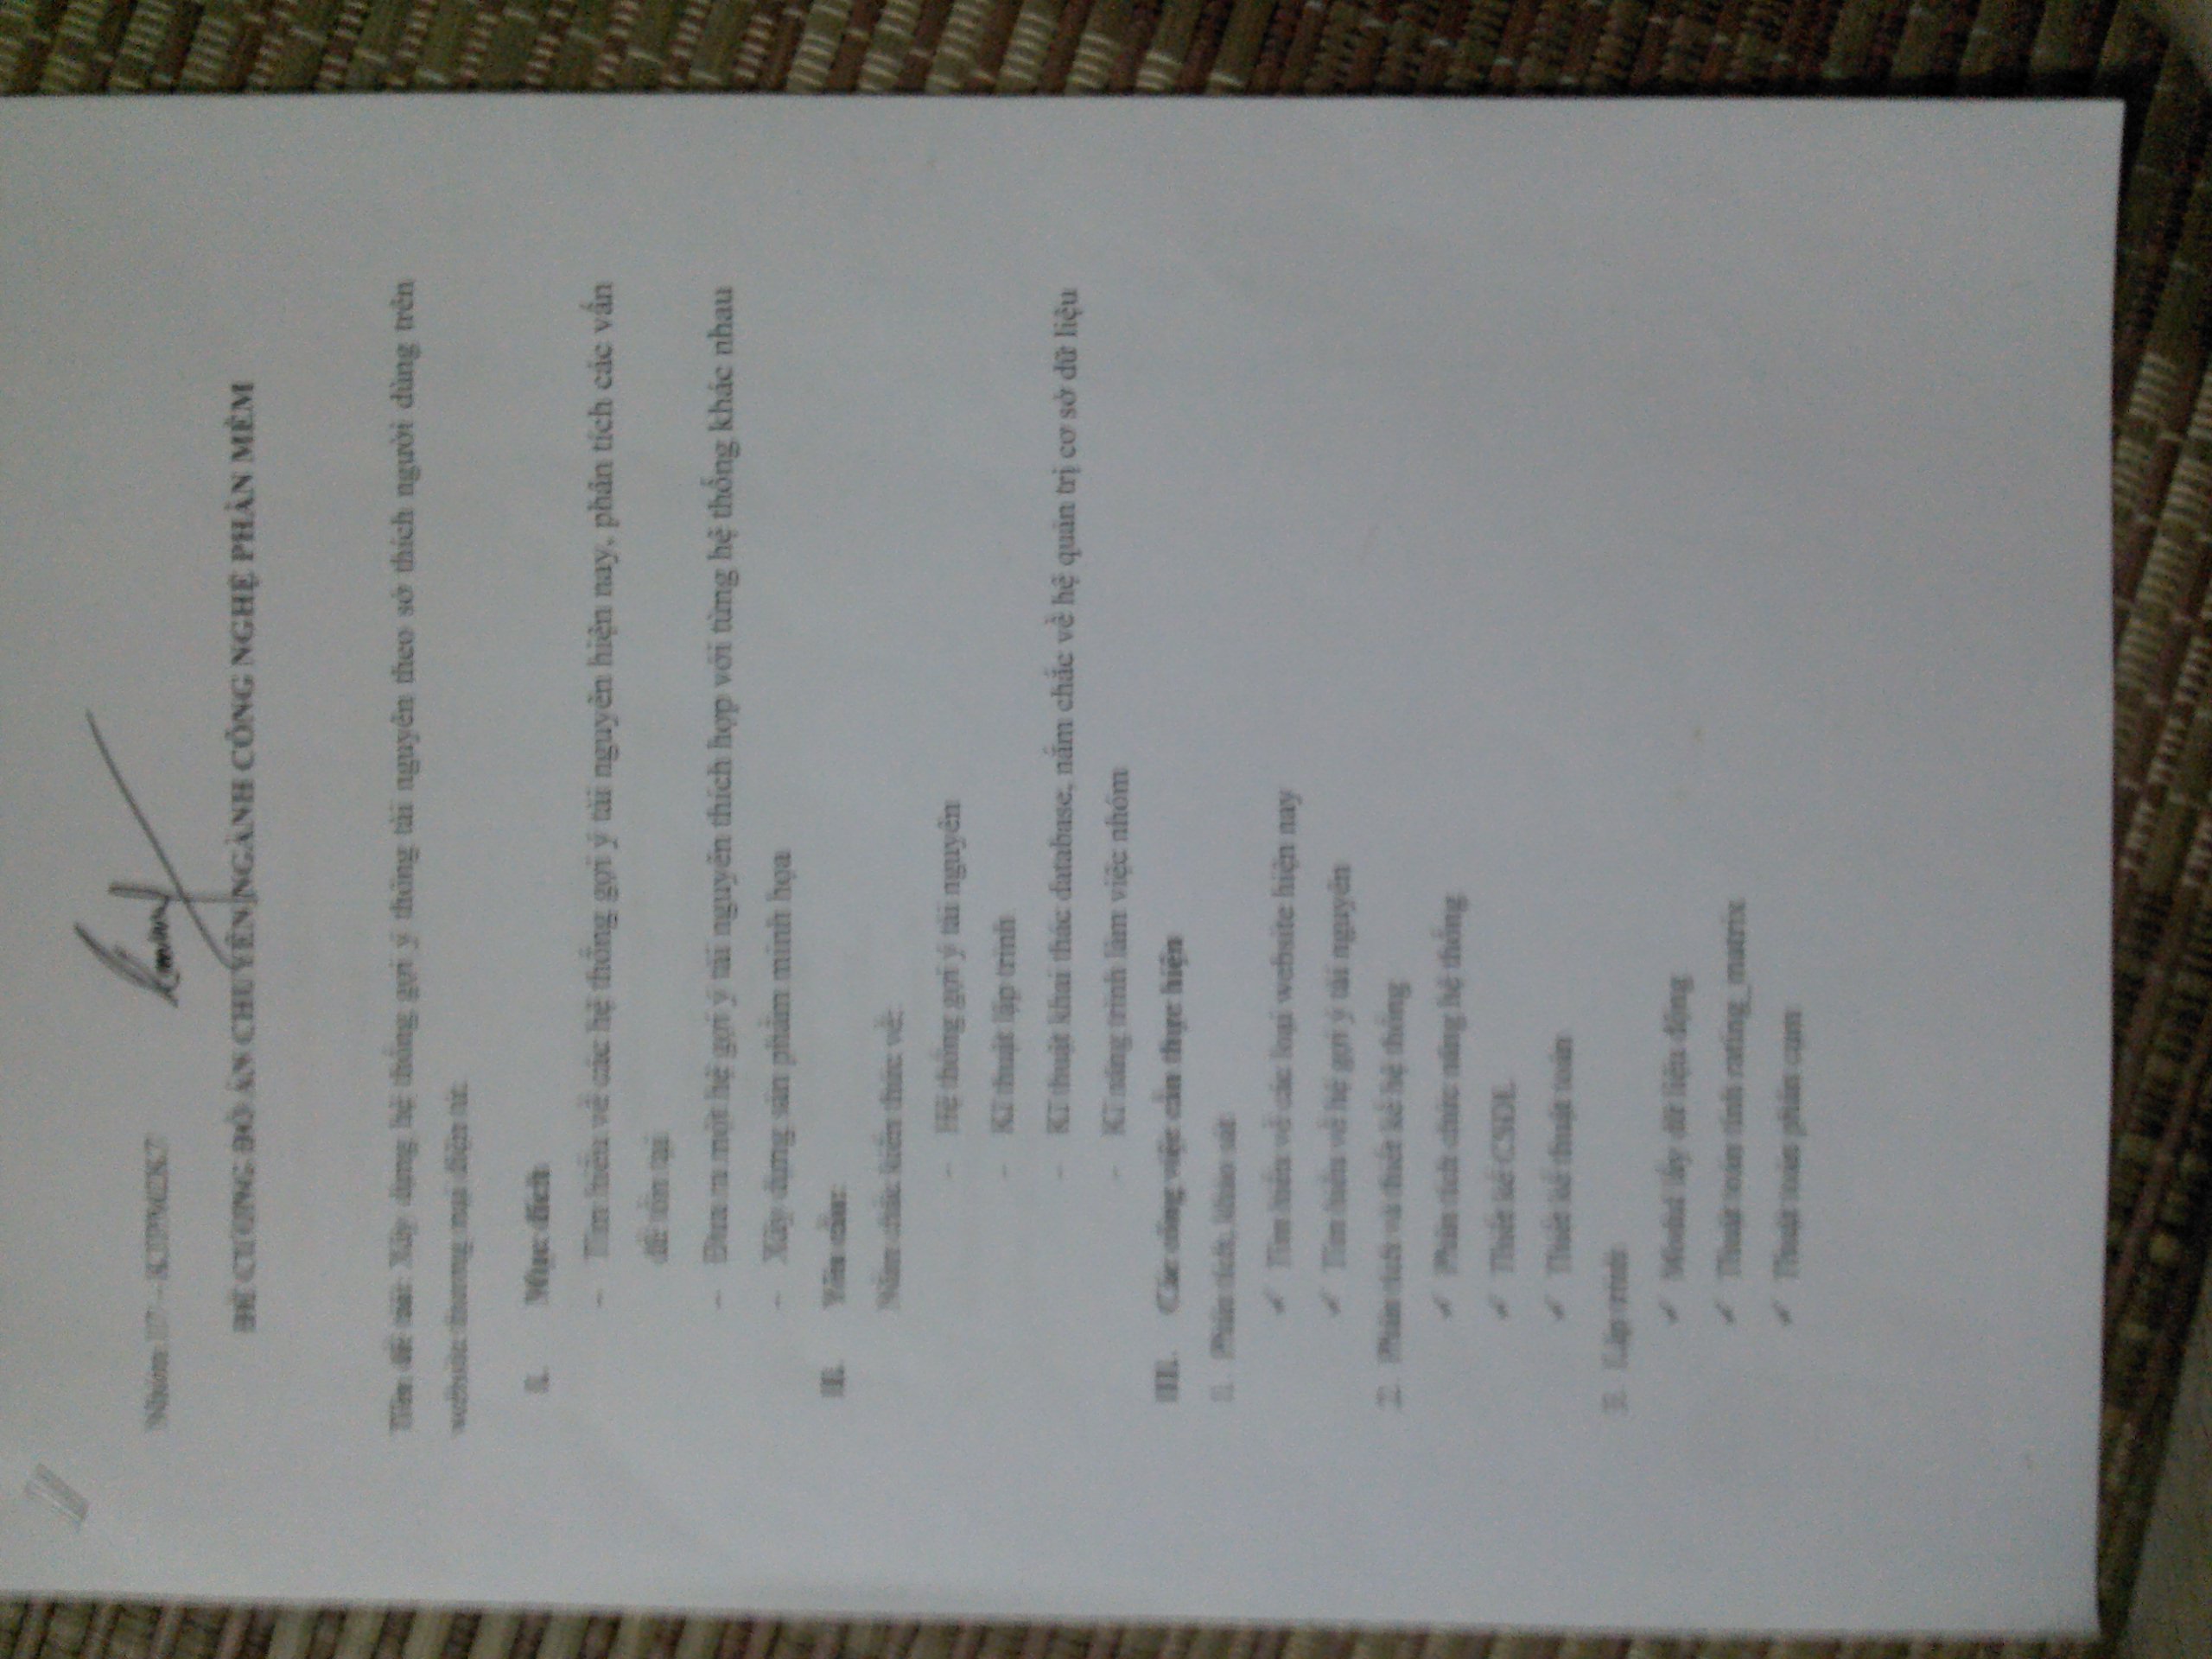 ĐỀ CƯƠNG ĐỒ ÁN CHUYÊN NGÀNH CÔNG NGHỆ PHẦN MỀM
Tên đề tài: Xây dựng hệ thống gợi ý thông tài nguyên theo sở thích người dùng trên
website thương mại điện tử.
I. Mục đích
- Tìm hiểu về các hệ thống gợi ý tài nguyên hiện nay, phân tích các vấn
đề tồn tại
- Đưa ra một hệ gợi ý tài nguyên thích hợp với từng hệ thống khác nhau
- Xây dựng sản phẩm minh họa
II. Yêu cầu:
Nắm chắc kiến thức về:
- Hệ thống gợi ý tài nguyên
- Kĩ thuật lập trình
- Kĩ thuật khai thác database, nắm chắc về hệ quản trị cơ sở dữ liệu
- Kĩ năng trình làm việc nhóm
III. Các công việc cần thực hiện
1. Phân tích, khảo sát
✓ Tìm hiểu về các loại website hiện nay
✓ Tìm hiểu về hệ gợi ý tài nguyên
2. Phân tích và thiết kế hệ thống
✓ Phân tích chức năng hệ thống
✓ Thiết kế CSDL
✓ Thiết kế thuật toán
3. Lập trình
✓ lấy dữ liệu động
✓ Thuật toán tính rating_matrix
✓ Thuật toán phân cụm